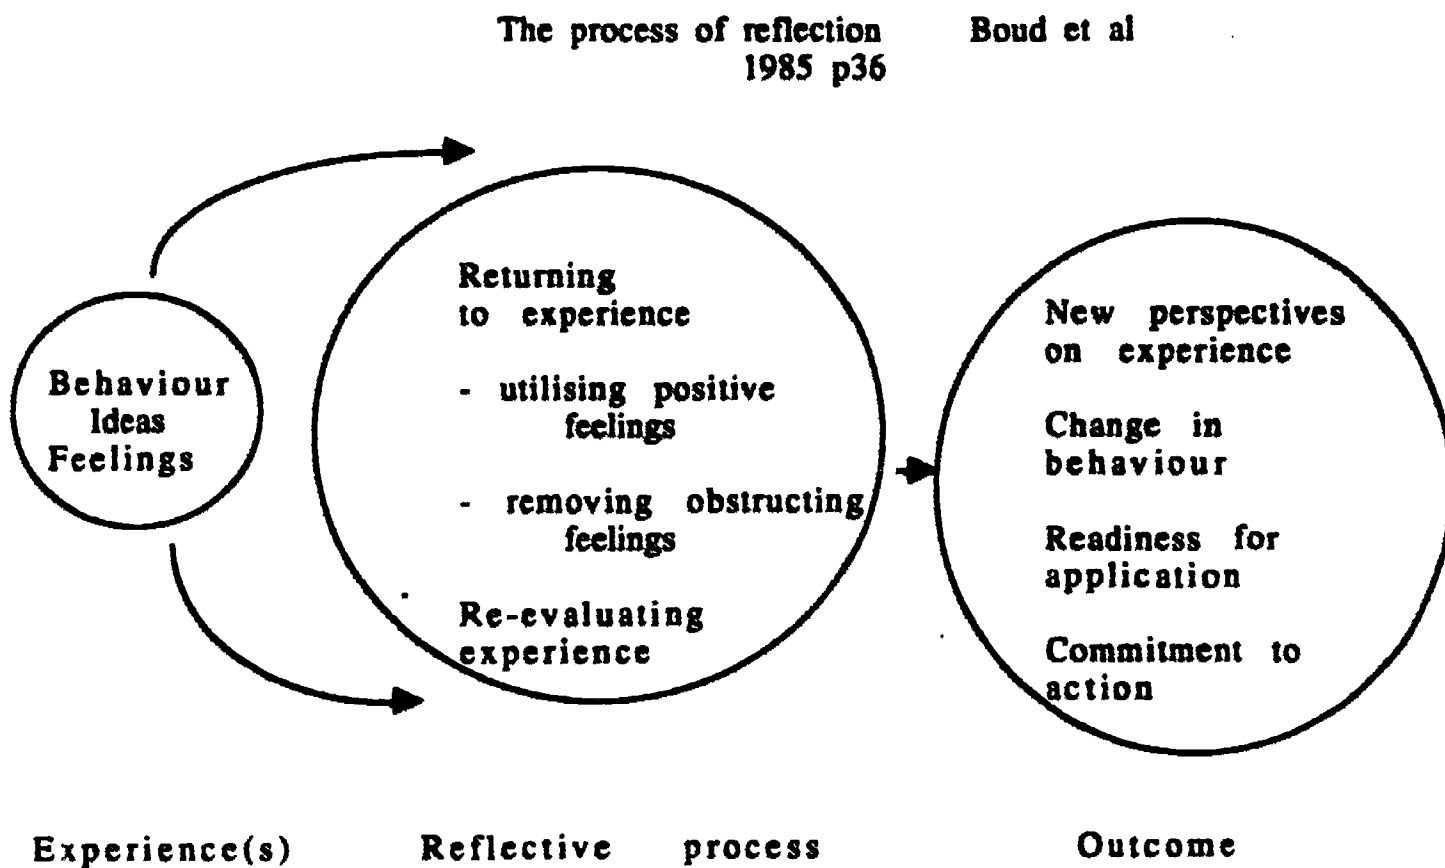 The process of reflection Boud et al
1985 p36
Behaviour
Ideas
Feelings
Returning
to experience
- utilising positive
feelings
- removing obstructing
feelings
Re-evaluating
experience
New perspectives
on experience
Change in
behaviour
Readiness for
application
Commitment to
action
Experience(s) Reflective process Outcome